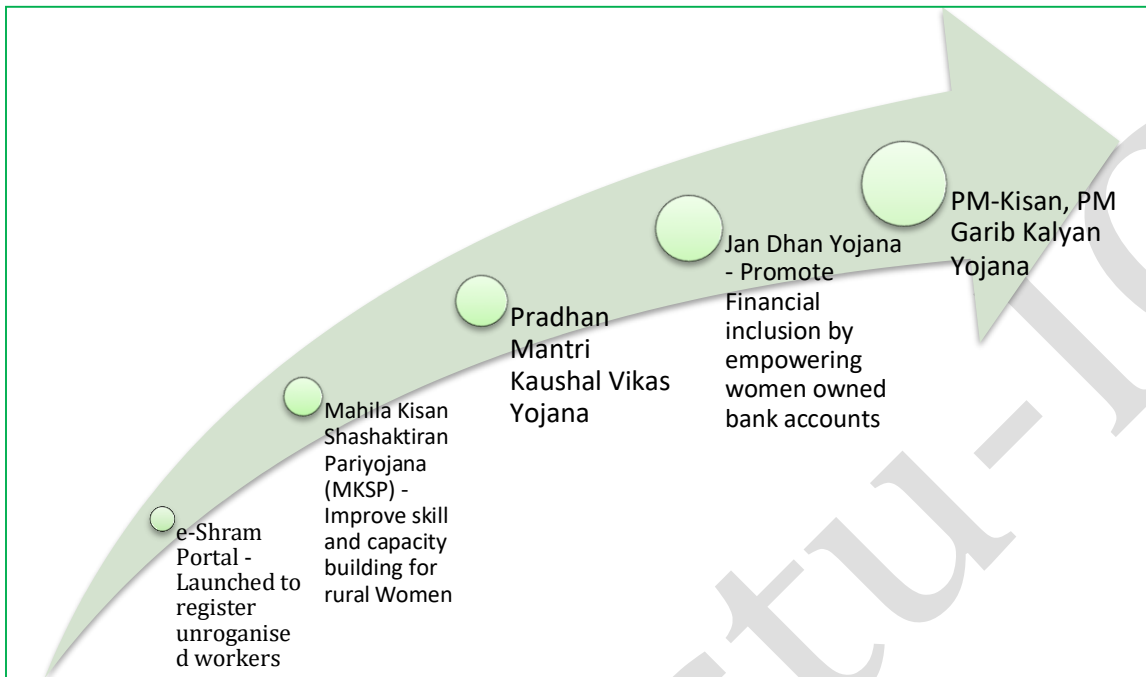 e-Shram
Portal -
Launched to
register
unroganise
d workers
Mahila Kisan
Shashaktiran
Pariyojana
(MKSP) -
Improve skill
and capacity
building for
rural Women
Pradhan
Mantri
Kaushal Vikas
Yojana
Jan Dhan Yojana
- Promote
Financial
inclusion by
empowering
women owned
bank accounts
PM-Kisan, PM
Garib Kalyan
Yojana